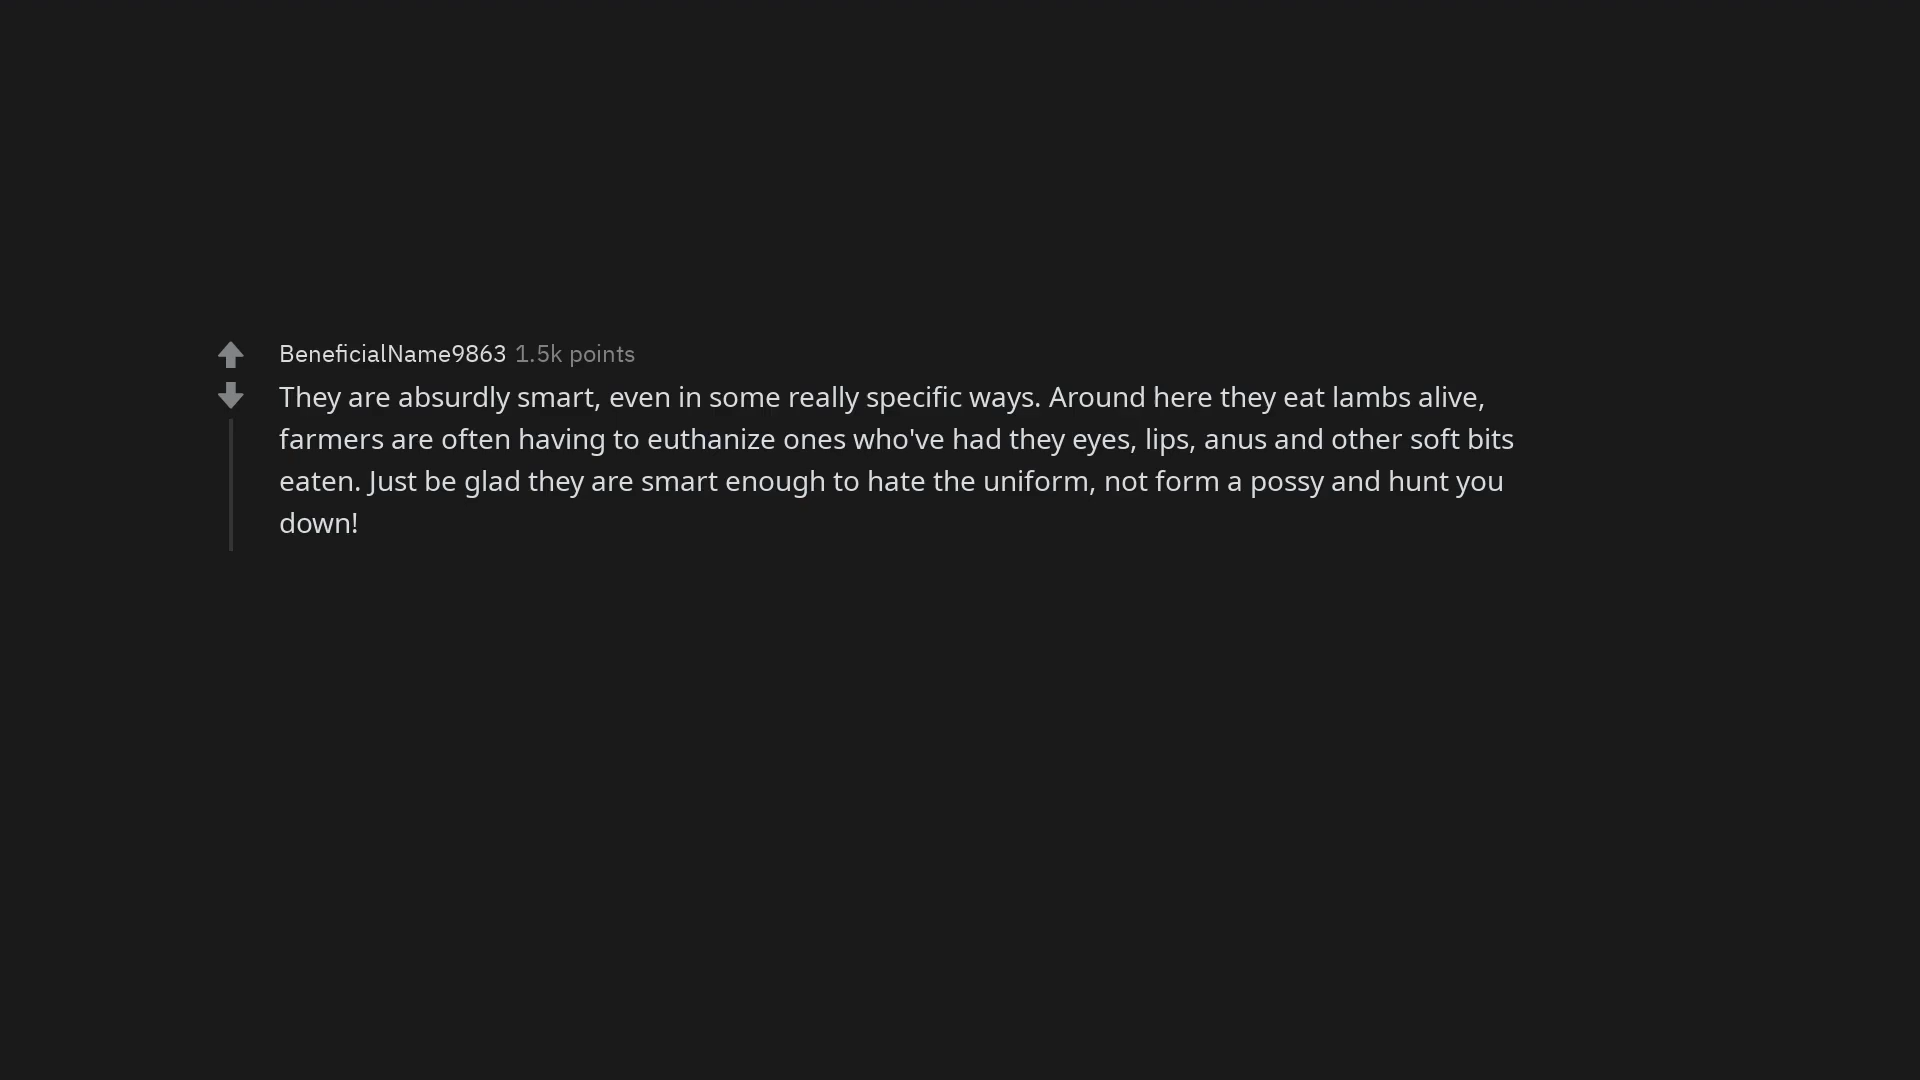 BeneficialName9863 1.5k points
They are absurdly smart, even in some really specific ways. Around here they eat lambs alive,
farmers are often having to euthanize ones who've had they eyes, lips, anus and other soft bits
eaten. Just be glad they are smart enough to hate the uniform, not form a possy and hunt you
down!